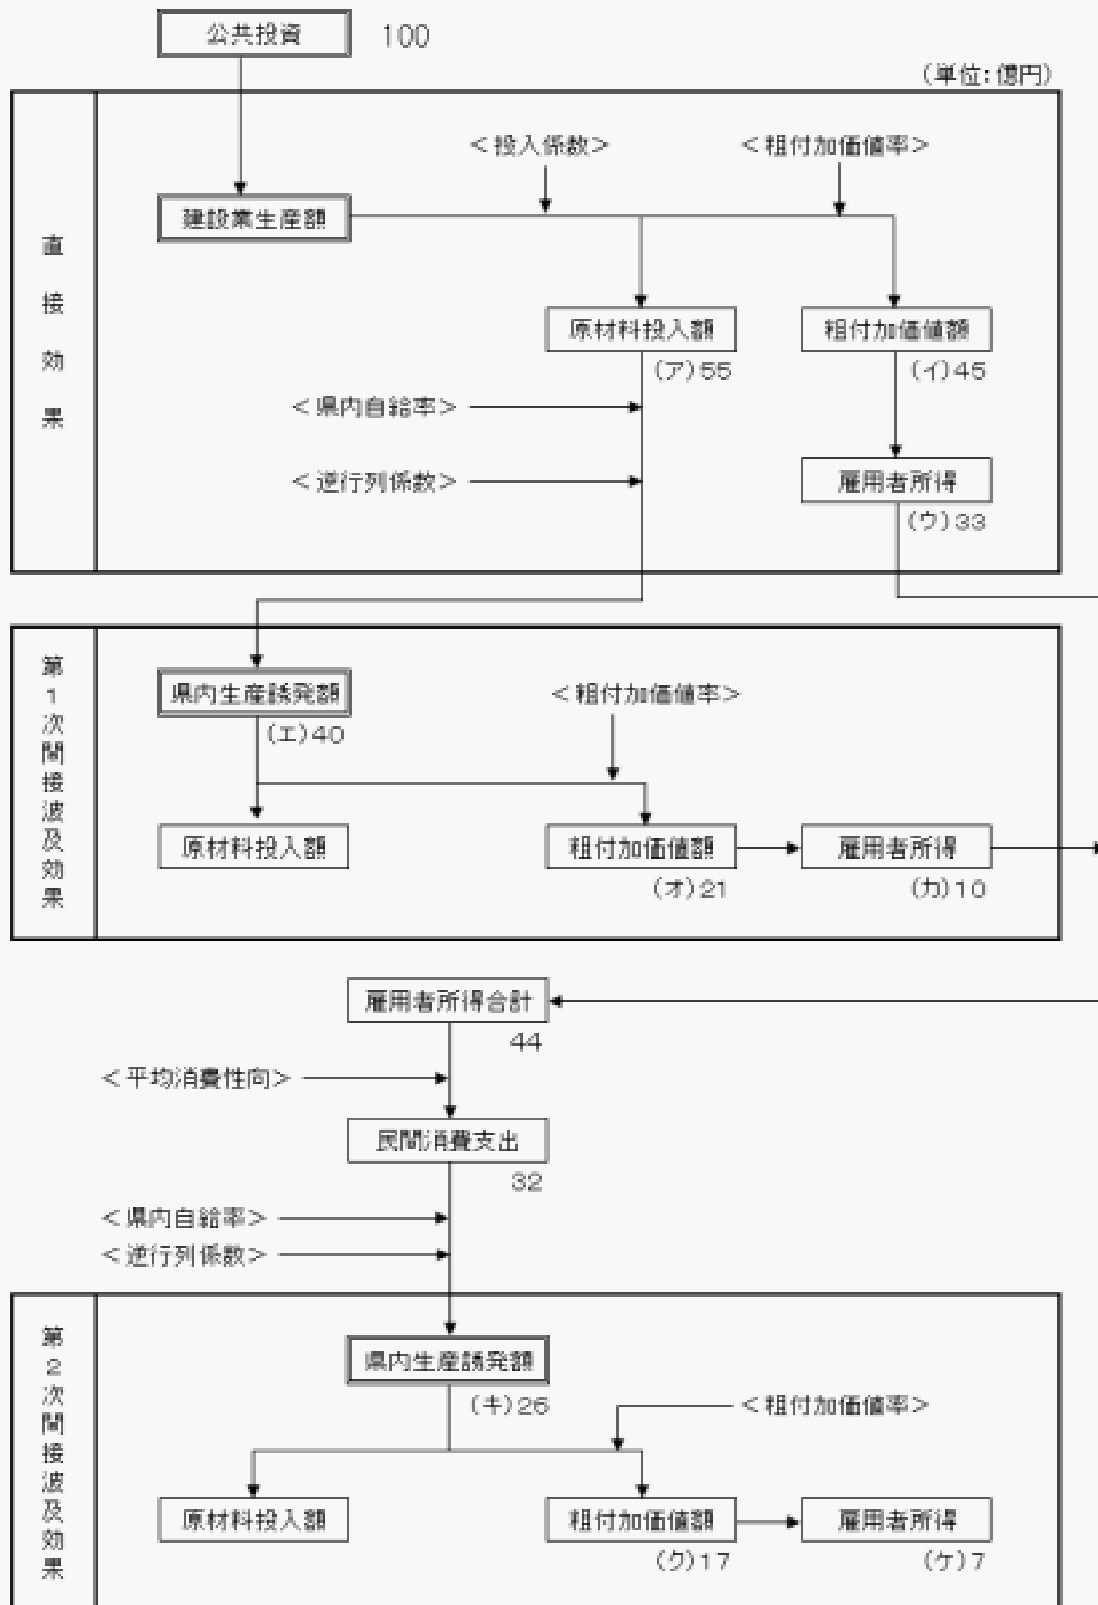 公共投資 100
(単位:億円)
直接効果
<投入係数> <粗付加価値率>
建設業生産額
原材料投入額 粗付加価値額
(ア)55 (イ)45
<県内自給率>
<逆行列係数> 雇用者所得
(ウ)33
第1次間接波及効果
県内生産誘発額 <粗付加価値率>
(エ)40
原材料投入額 粗付加価値額 雇用者所得
(オ)21 (カ)10
雇用者所得合計
44
<平均消費性向>
民間消費支出
32
<県内自給率>
<逆行列係数>
第2次間接波及効果
県内生産誘発額
(キ)26 <粗付加価値率>
原材料投入額 粗付加価値額 雇用者所得
(ク)17 (ケ)7